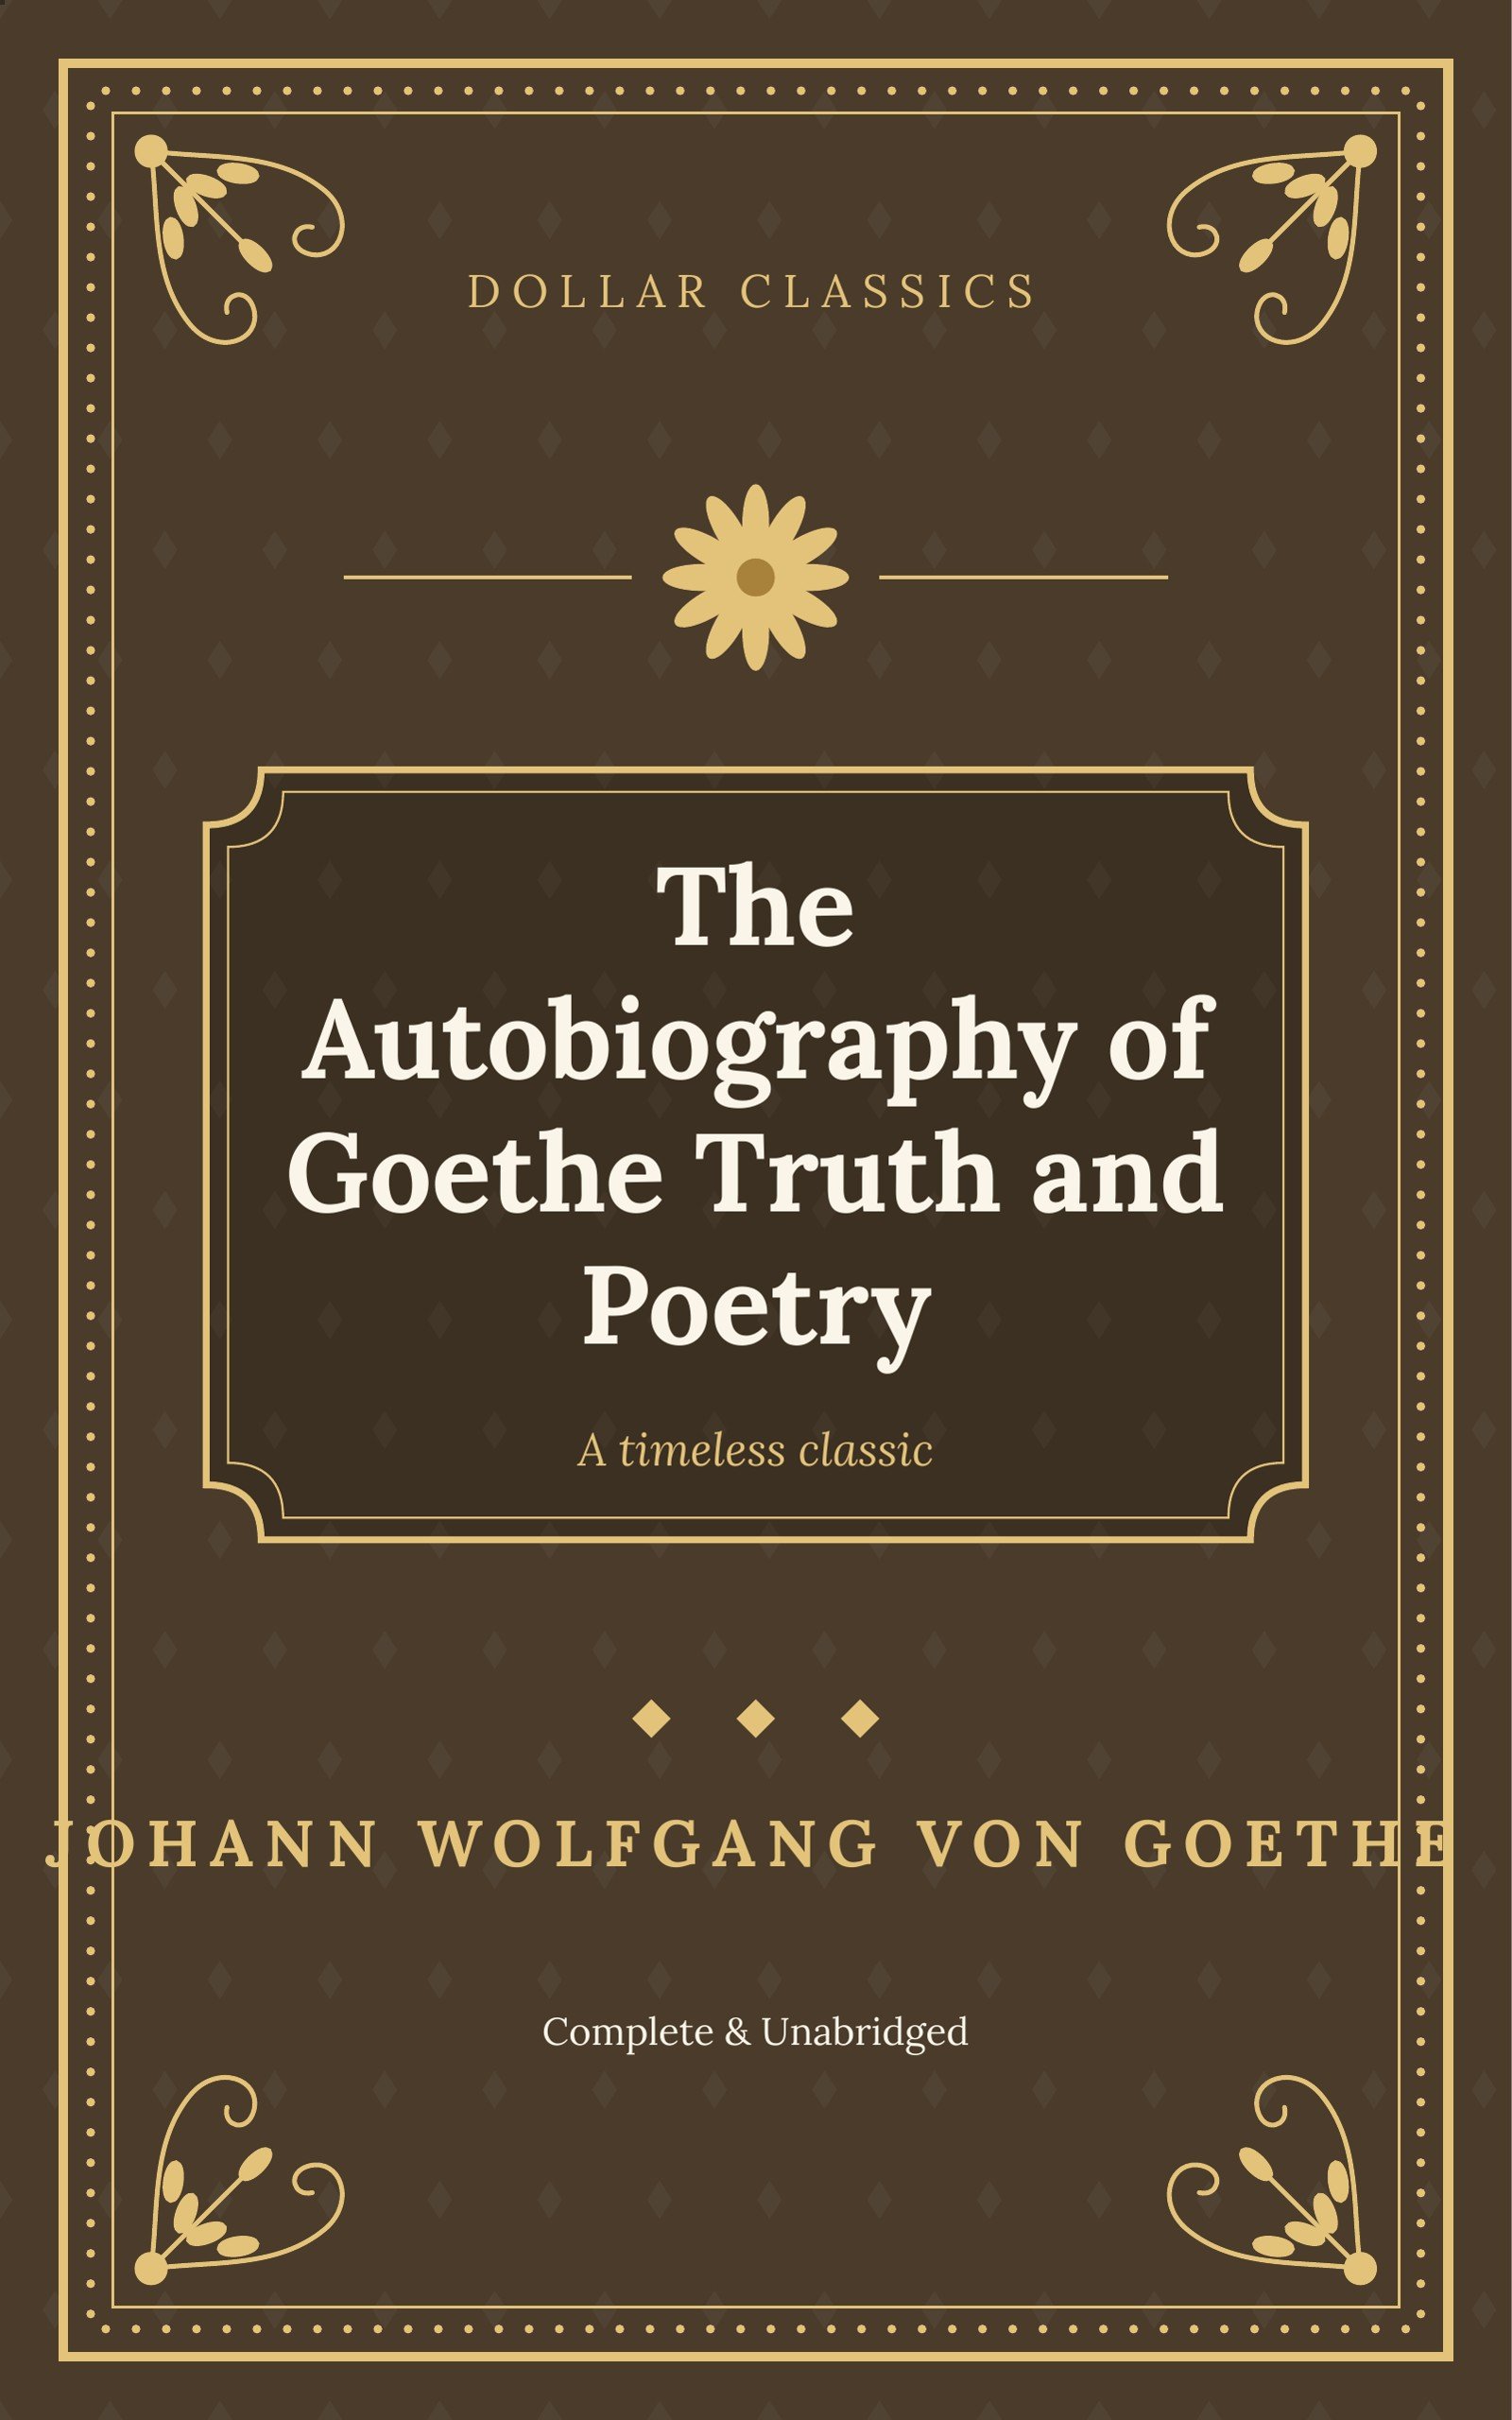 DOLLAR CLASSICS
The
Autobiography of
Goethe Truth and
Poetry
A timeless classic
JOHANN WOLFGANG VON GOETHE
Complete & Unabridged